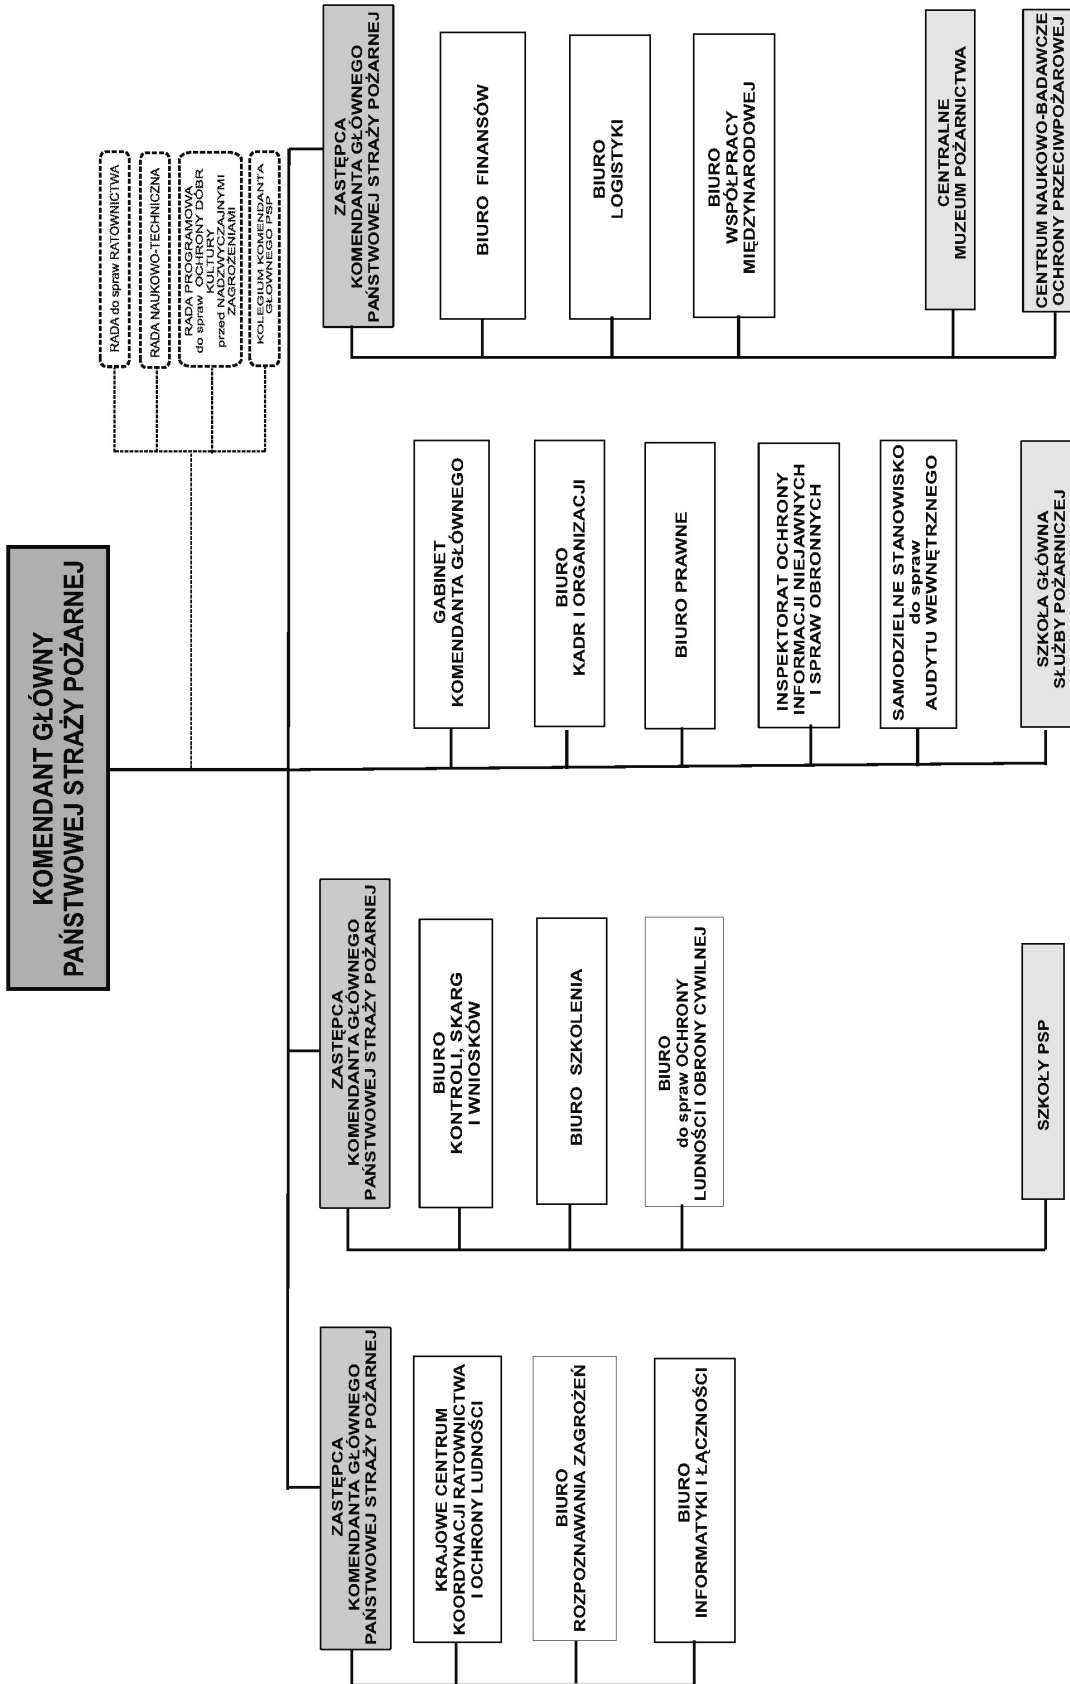 KOMENDANT GŁÓWNY
PAŃSTWOWEJ STRAŻY POŻARNEJ
RADA do spraw RATOWNICTWA
RADA NAUKOWO-TECHNICZNA
RADA PROGRAMOWA
do spraw OCHRONY DÓBR
KULTURY
przed NADZWYCZAJNYMI
ZAGROŻENIAMI
KOLEGIUM KOMENDANTA
GŁOWNEGO PSP
ZASTĘPCA
KOMENDANTA GŁÓWNEGO
PAŃSTWOWEJ STRAŻY POŻARNEJ
KRAJOWE CENTRUM
KOORDYNACJI RATOWNICTWA
I OCHRONY LUDNOŚCI
BIURO
ROZPOZNAWANIA ZAGROŻEŃ
BIURO
INFORMATYKI I ŁĄCZNOŚCI
ZASTĘPCA
KOMENDANTA GŁÓWNEGO
PAŃSTWOWEJ STRAŻY POŻARNEJ
BIURO
KONTROLI, SKARG
I WNIOSKÓW
BIURO SZKOLENIA
BIURO
do spraw OCHRONY
LUDNOŚCI I OBRONY CYWILNEJ
SZKOŁY PSP
GABINET
KOMENDANTA GŁÓWNEGO
BIURO
KADR I ORGANIZACJI
BIURO PRAWNE
INSPEKTORAT OCHRONY
INFORMACJI NIEJAWNYCH
I SPRAW OBRONNYCH
SAMODZIELNE STANOWISKO
do spraw
AUDYTU WEWNĘTRZNEGO
SZKOŁA GŁÓWNA
SŁUŻBY POŻARNICZEJ
ZASTĘPCA
KOMENDANTA GŁÓWNEGO
PAŃSTWOWEJ STRAŻY POŻARNEJ
BIURO FINANSÓW
BIURO
LOGISTYKI
BIURO
WSPÓŁPRACY
MIĘDZYNARODOWEJ
CENTRALNE
MUZEUM POŻARNICTWA
CENTRUM NAUKOWO-BADAWCZE
OCHRONY PRZECIWPOŻAROWEJ